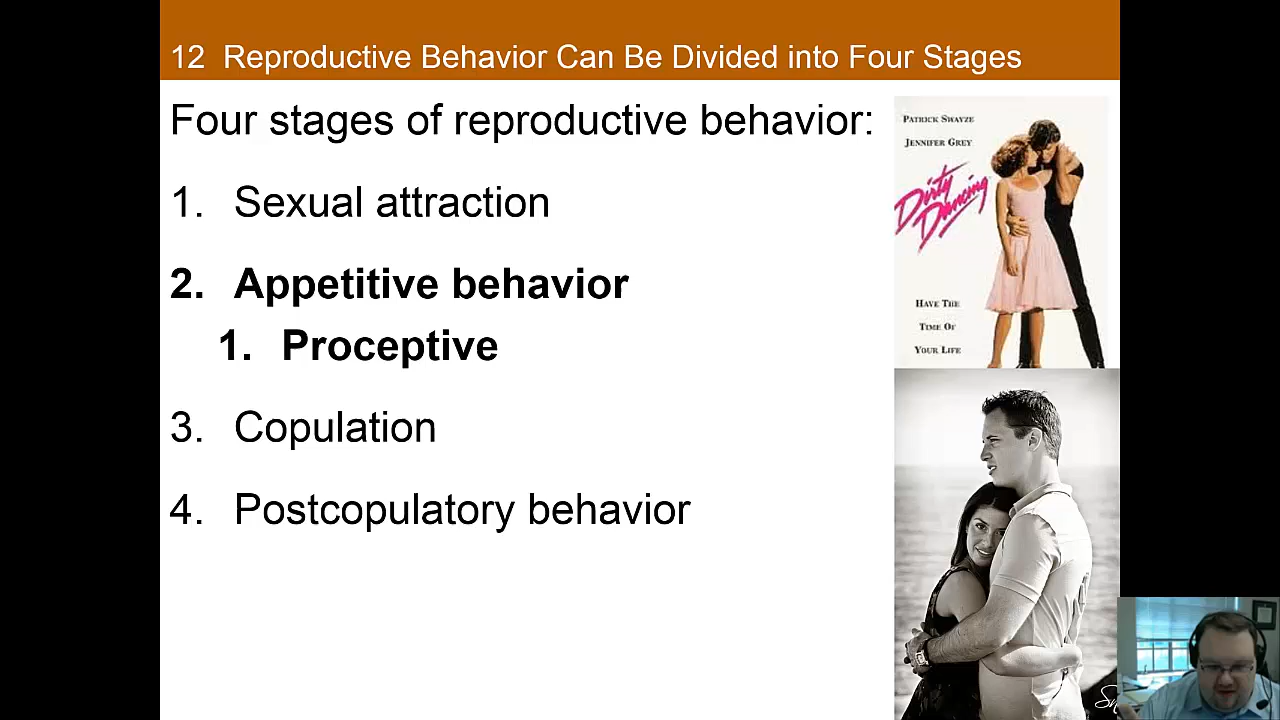 12 Reproductive Behavior Can Be Divided into Four Stages
Four stages of reproductive behavior:
1. Sexual attraction
2. Appetitive behavior
1. Proceptive
3. Copulation
4. Postcopulatory behavior
PATRICK SWAYZE
JENNIFER GREY
Dirty
Dancing
HAVE THE
TIME OF
YOUR LIFE